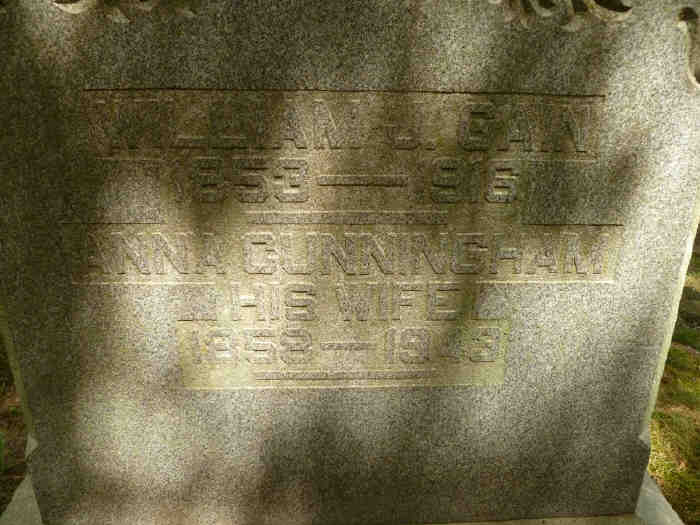 WILLIAM J. GAIN
1853 — 1916
ANNA CUNNINGHAM
HIS WIFE
1858 — 1943